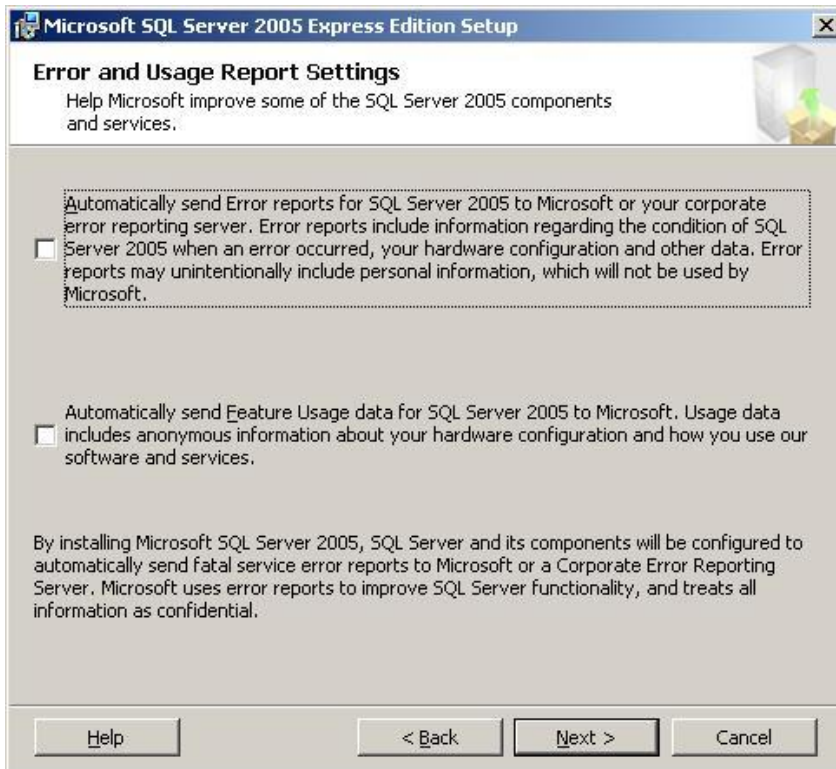 Microsoft SQL Server 2005 Express Edition Setup
Error and Usage Report Settings
Help Microsoft improve some of the SQL Server 2005 components
and services.
Automatically send Error reports for SQL Server 2005 to Microsoft or your corporate
error reporting server. Error reports include information regarding the condition of SQL
Server 2005 when an error occurred, your hardware configuration and other data. Error
reports may unintentionally include personal information, which will not be used by
Microsoft.
Automatically send Feature Usage data for SQL Server 2005 to Microsoft. Usage data
includes anonymous information about your hardware configuration and how you use our
software and services.
By installing Microsoft SQL Server 2005, SQL Server and its components will be configured to
automatically send fatal service error reports to Microsoft or a Corporate Error Reporting
Server. Microsoft uses error reports to improve SQL Server functionality, and treats all
information as confidential.
Help
< Back
Next >
Cancel